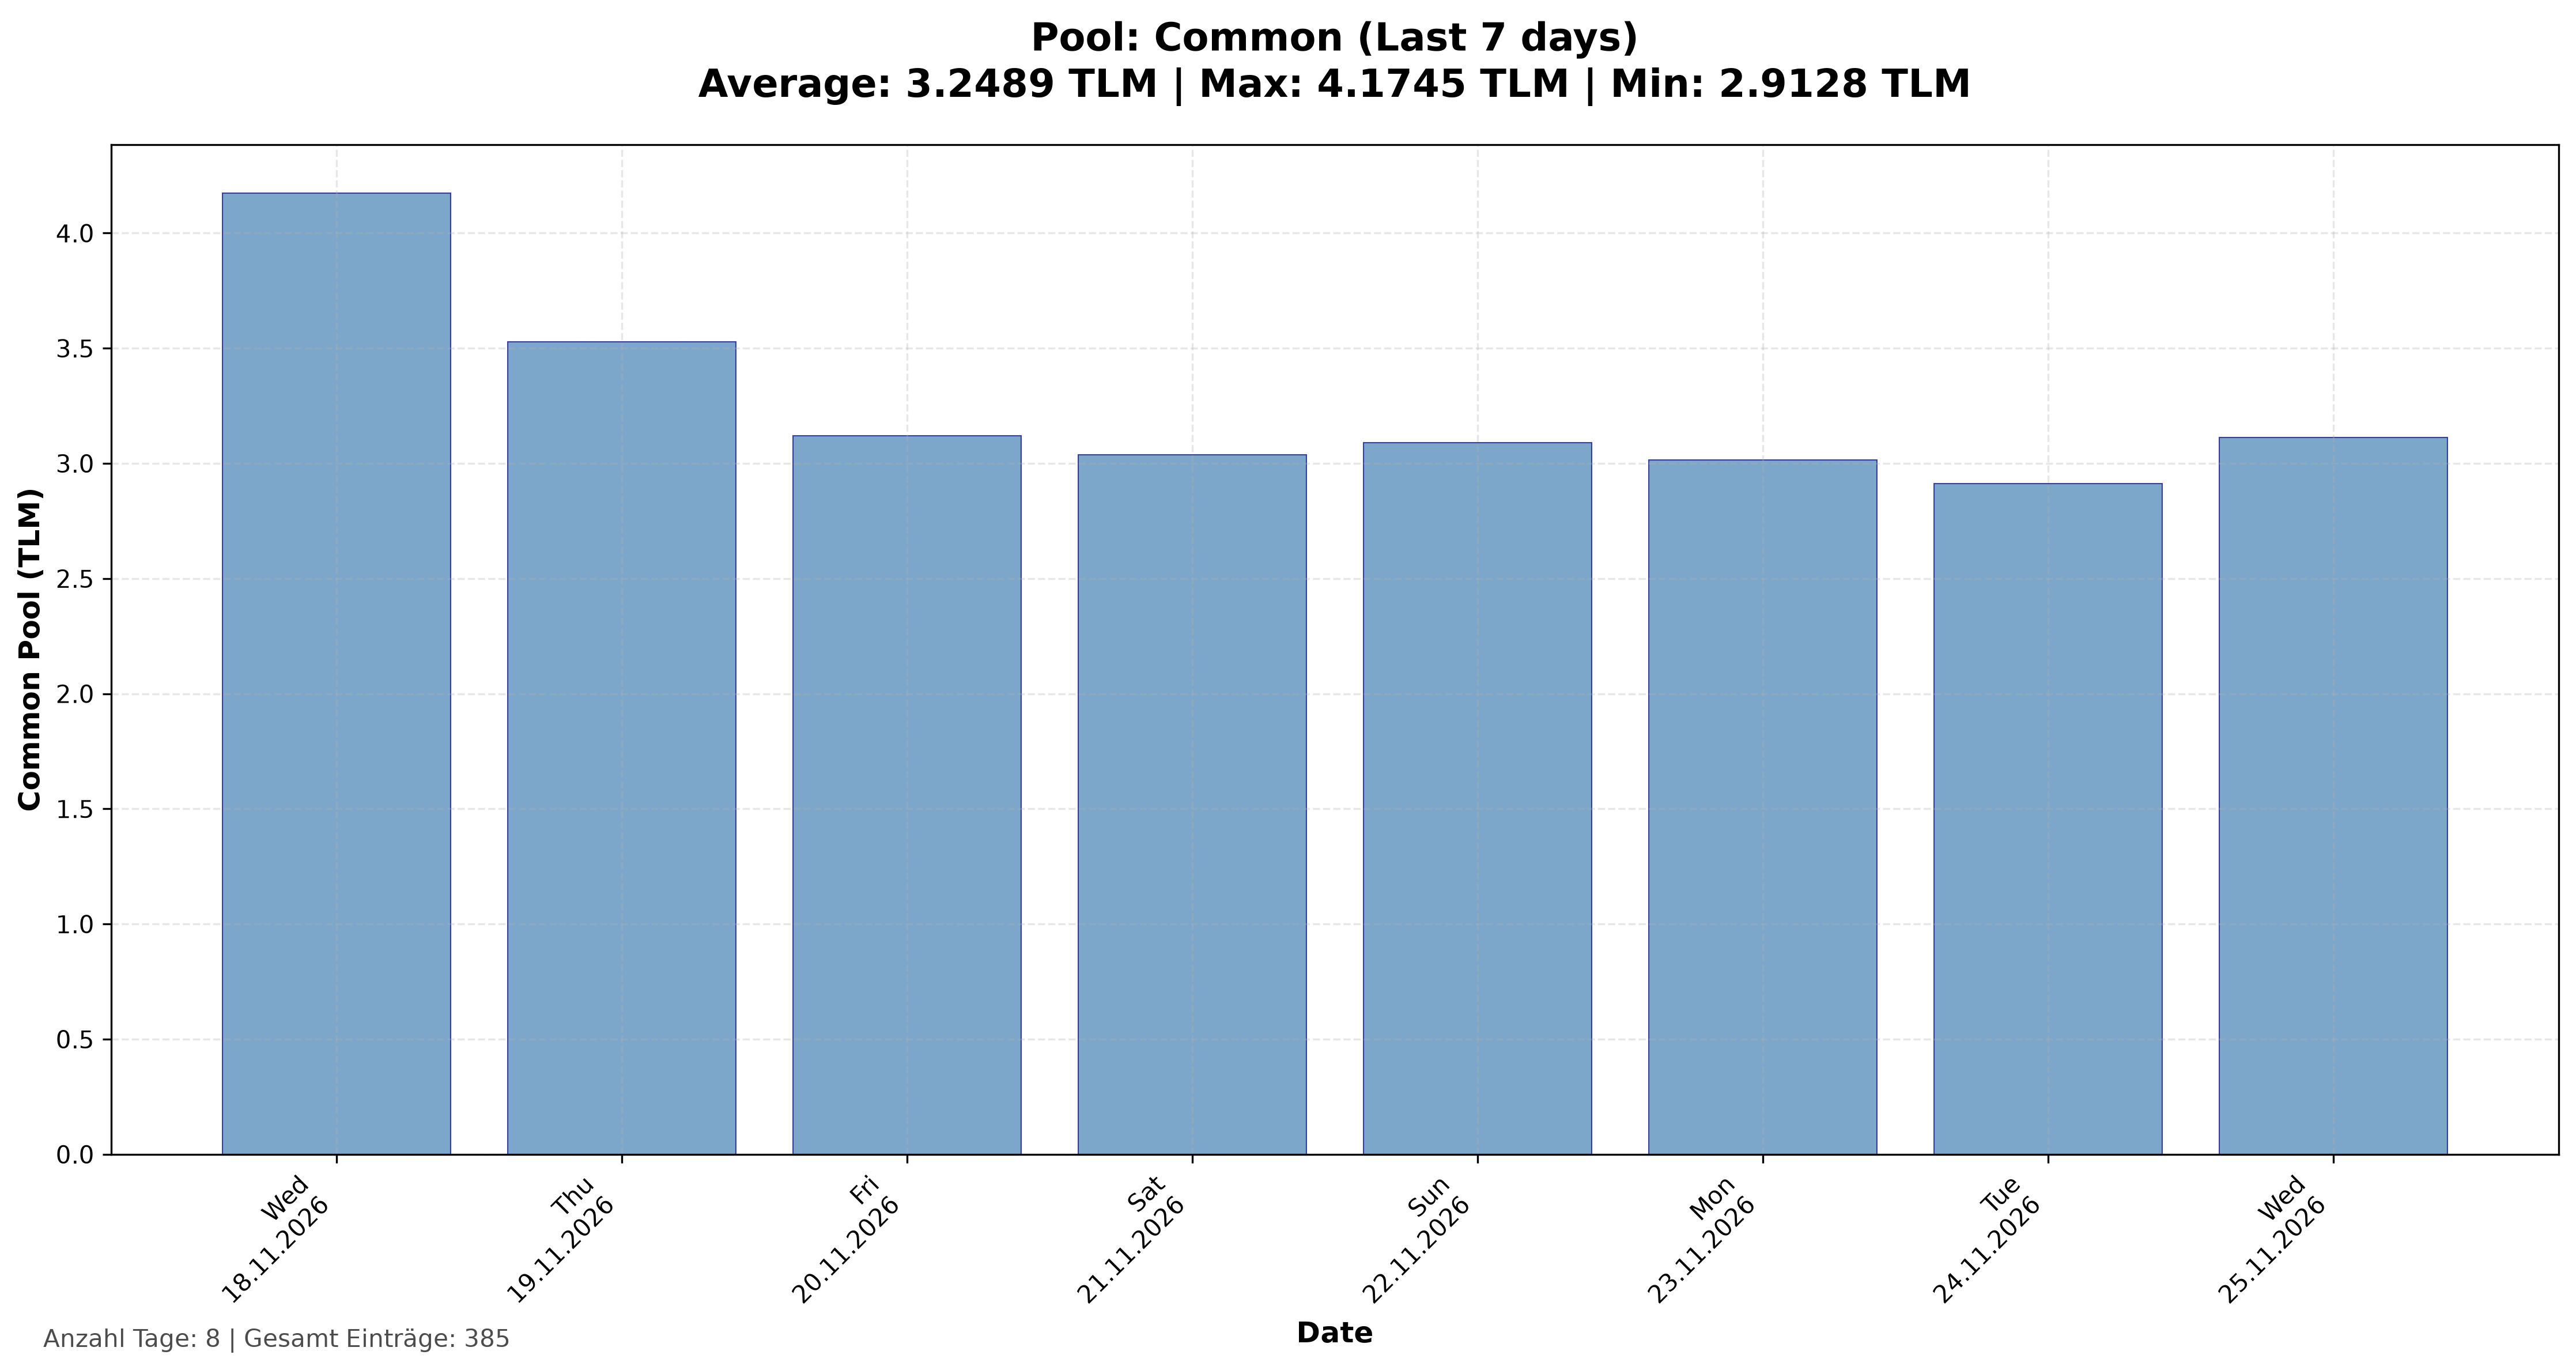 Pool: Common (Last 7 days)
Average: 3.2489 TLM | Max: 4.1745 TLM | Min: 2.9128 TLM
Common Pool (TLM)
4.0
3.5
3.0
2.5
2.0
1.5
1.0
0.5
0.0
Wed
18.11.2026
Thu
19.11.2026
Fri
20.11.2026
Sat
21.11.2026
Sun
22.11.2026
Mon
23.11.2026
Tue
24.11.2026
Wed
25.11.2026
Date
Anzahl Tage: 8 | Gesamt Einträge: 385